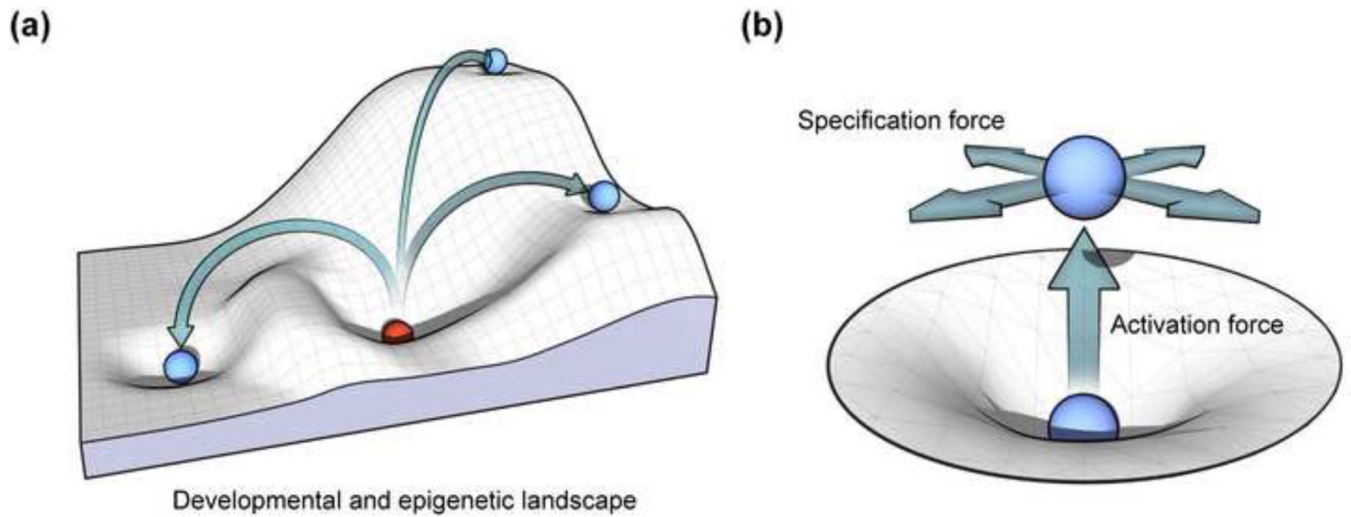 (a)
Developmental and epigenetic landscape
(b)
Specification force
Activation force